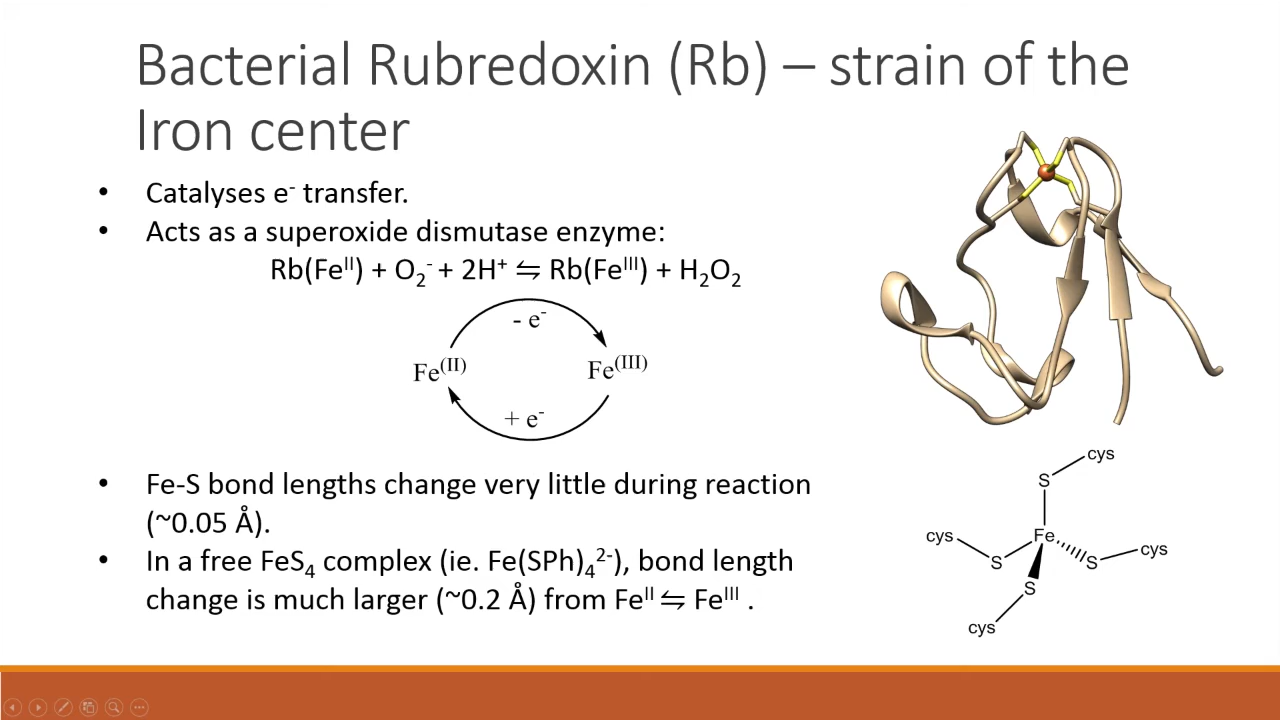 Bacterial Rubredoxin (Rb) – strain of the
Iron center
• Catalyses e⁻ transfer.
• Acts as a superoxide dismutase enzyme:
Rb(Feᴵᴵ) + O₂⁻ + 2H⁺ ⇋ Rb(Feᴵᴵᴵ) + H₂O₂
- e⁻
Fe⁽ᴵᴵ⁾ Fe⁽ᴵᴵᴵ⁾
+ e⁻
• Fe-S bond lengths change very little during reaction
(~0.05 Å).
• In a free FeS₄ complex (ie. Fe(SPh)₄²⁻), bond length
change is much larger (~0.2 Å) from Feᴵᴵ ⇋ Feᴵᴵᴵ .
cys
S
cys Fe cys
S S
S
cys